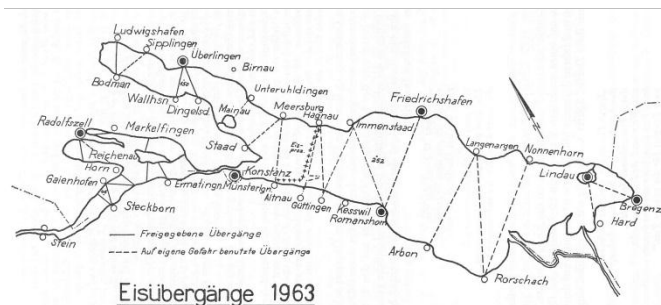 Ludwigshafen
Sipplingen
Überlingen
Birnau
Bodman
Wallhsn
Dingelsd.
Unteruhldingen
Mainau
Meersburg
Hagnau
Immenstaad
Friedrichshafen
Radolfszell
Markelfingen
Staad
Eis-
proz.
Langenargen
Nonnenhorn
Reichenau
Horn
Gaienhofen
Konstanz
Lindau
Ermatingn
Münsterlgn
Altnau
Güttingen
Kesswil
Romanshorn
Bregenz
Steckborn
Hard
Stein
Arbon
Rorschach
Freigegebene Übergänge
Auf eigene Gefahr benutzte Übergänge
Eisübergänge 1963